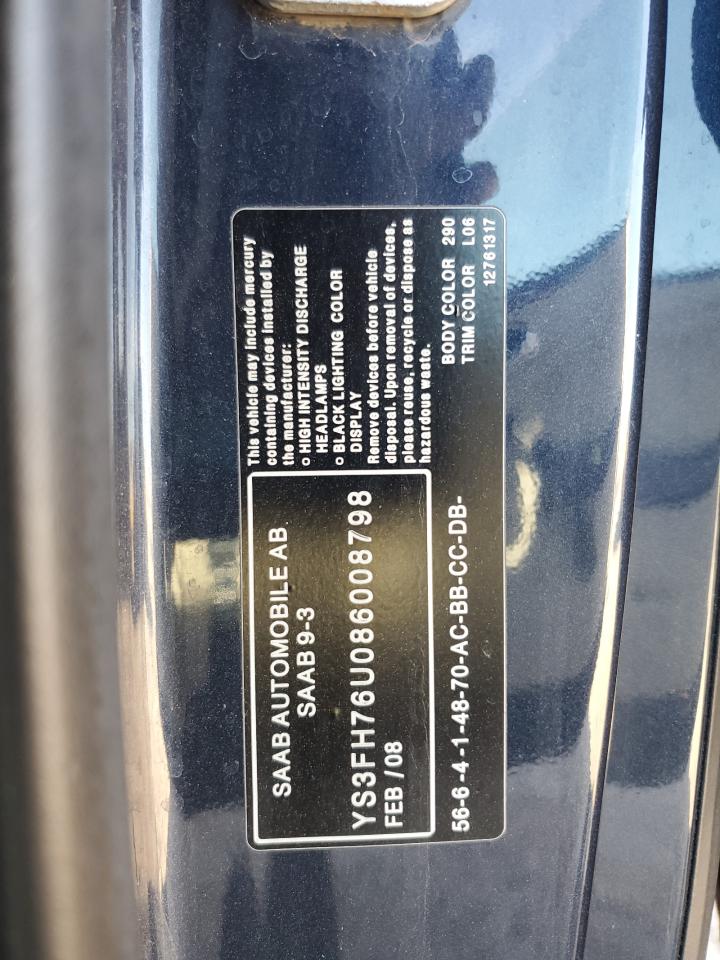 SAAB AUTOMOBILE AB
SAAB 9-3
YS3FH76U086008798
FEB / 08
56-6-4-1-48-70-AC-BB-CC-DB-
This vehicle may include mercury
containing devices installed by
the manufacturer:
o HIGH INTENSITY DISCHARGE
HEADLAMPS
o BLACK LIGHTING COLOR
DISPLAY
Remove devices before vehicle
disposal. Upon removal of devices,
please reuse, recycle or dispose as
hazardous waste.
BODY COLOR 290
TRIM COLOR L06
12761317